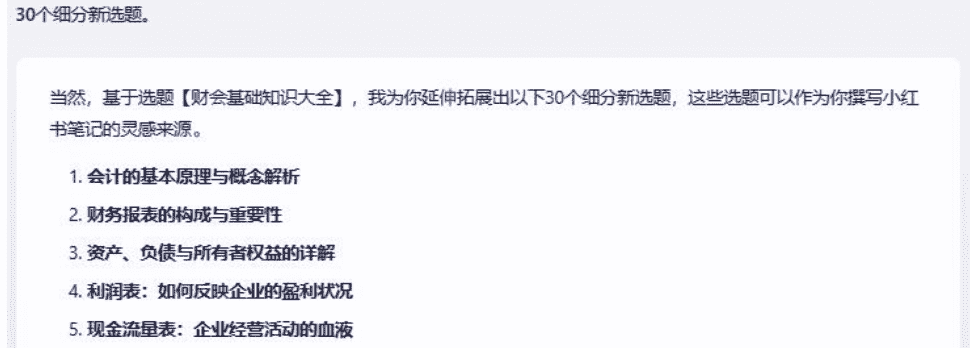 30个细分新选题。
当然，基于选题【财会基础知识大全】，我为你延伸拓展出以下30个细分新选题，这些选题可以作为你撰写小红
书笔记的灵感来源。
1. 会计的基本原理与概念解析
2. 财务报表的构成与重要性
3. 资产、负债与所有者权益的详解
4. 利润表：如何反映企业的盈利状况
5. 现金流量表：企业经营活动的血液